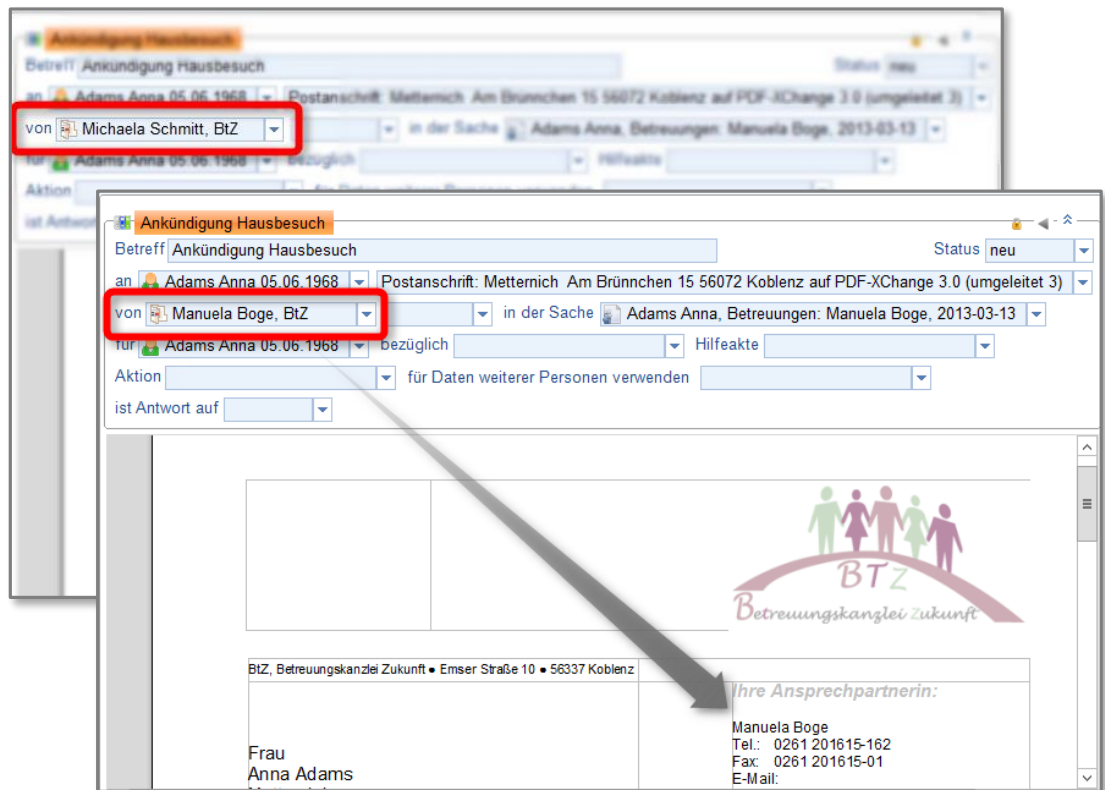 Ankündigung Hausbesuch
Betreff Ankündigung Hausbesuch Status neu
an Adams Anna 05.06.1968 Postanschrift: Metternich Am Brünnchen 15 56072 Koblenz auf PDF-XChange 3.0 (umgeleitet 3)
von Michaela Schmitt, BtZ in der Sache Adams Anna, Betreuungen: Manuela Boge, 2013-03-13
für Adams Anna 05.06.1968 bezüglich Hilfeakte
Aktion für Daten weiterer Personen verwenden
ist Antwort
Ankündigung Hausbesuch
Betreff Ankündigung Hausbesuch Status neu
an Adams Anna 05.06.1968 Postanschrift: Metternich Am Brünnchen 15 56072 Koblenz auf PDF-XChange 3.0 (umgeleitet 3)
von Manuela Boge, BtZ in der Sache Adams Anna, Betreuungen: Manuela Boge, 2013-03-13
für Adams Anna 05.06.1968 bezüglich Hilfeakte
Aktion für Daten weiterer Personen verwenden
ist Antwort auf
BTZ
Betreuungskanzlei Zukunft
BtZ, Betreuungskanzlei Zukunft ● Emser Straße 10 ● 56337 Koblenz
Ihre Ansprechpartnerin:
Manuela Boge
Tel.: 0261 201615-162
Fax: 0261 201615-01
E-Mail:
Frau
Anna Adams